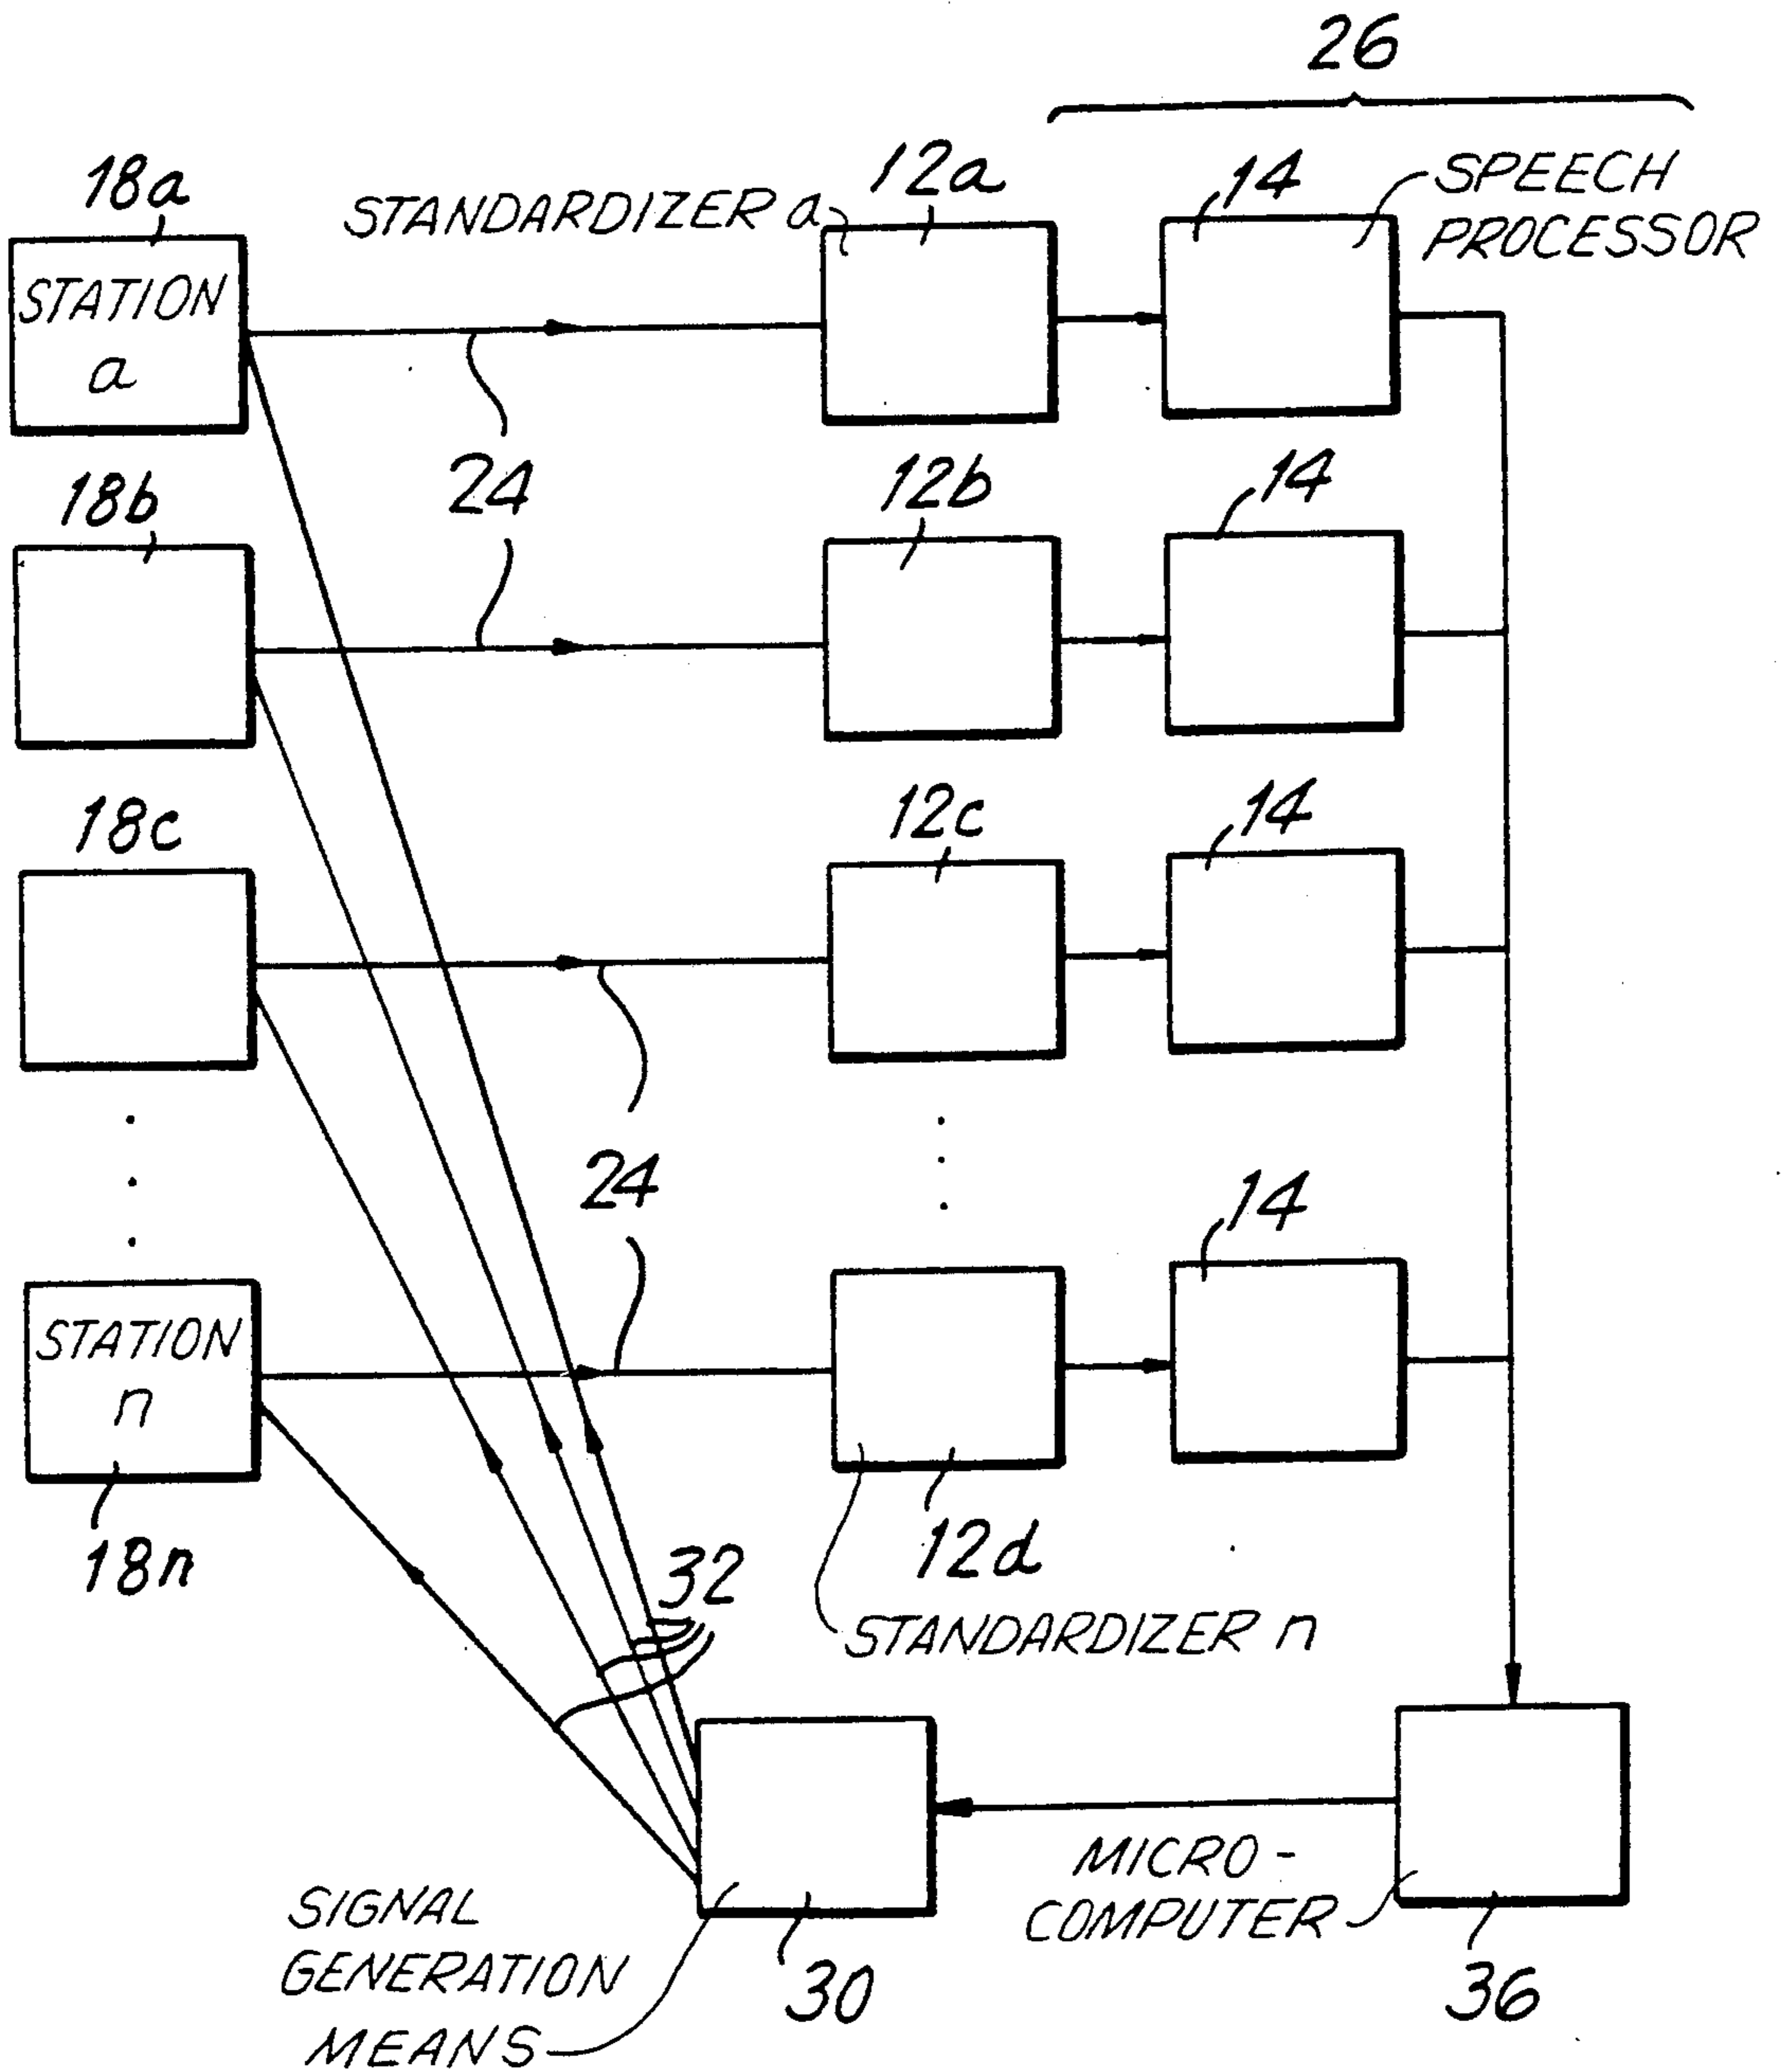 26
18a
STANDARDIZER a
12a
14
SPEECH
PROCESSOR
STATION
a
24
18b
12b
14
18c
12c
14
24
14
STATION
n
18n
32
12d
STANDARDIZER n
SIGNAL
GENERATION
MEANS
30
MICRO-
COMPUTER
36